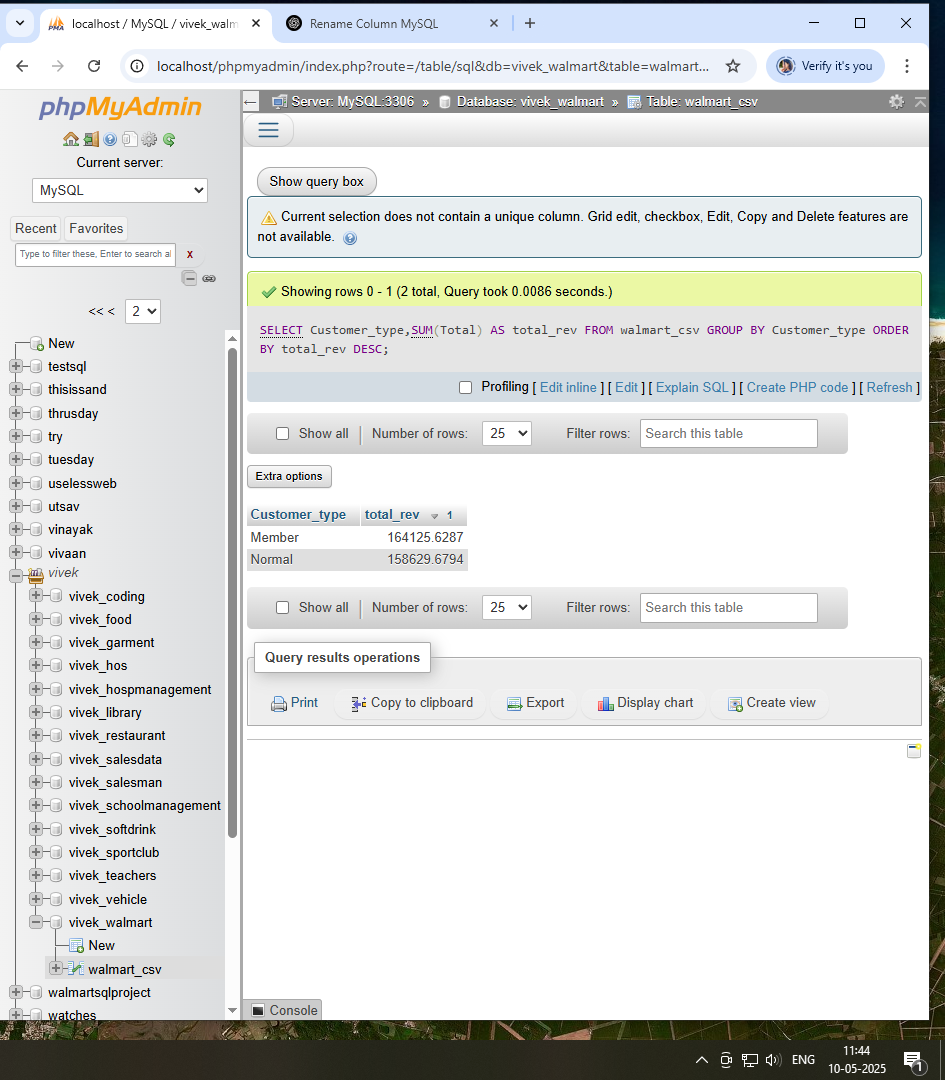 localhost / MySQL / vivek_walm
Rename Column MySQL
localhost/phpmyadmin/index.php?route=/table/sql&db=vivek_walmart&table=walmart...
Verify it's you
phpMyAdmin
Current server:
MySQL
Recent
Favorites
Type to filter these, Enter to search al
X
<< <
2
New
testsql
thisissand
thrusday
try
tuesday
uselessweb
utsav
vinayak
vivaan
vivek
vivek_coding
vivek_food
vivek_garment
vivek_hos
vivek_hospmanagement
vivek_library
vivek_restaurant
vivek_salesdata
vivek_salesman
vivek_schoolmanagement
vivek_softdrink
vivek_sportclub
vivek_teachers
vivek_vehicle
vivek_walmart
New
walmart_csv
walmartsqlproject
watches
Server: MySQL:3306 » Database: vivek_walmart » Table: walmart_csv
Show query box
Current selection does not contain a unique column. Grid edit, checkbox, Edit, Copy and Delete features are
not available.
Showing rows 0 - 1 (2 total, Query took 0.0086 seconds.)
SELECT Customer_type,SUM(Total) AS total_rev FROM walmart_csv GROUP BY Customer_type ORDER
BY total_rev DESC;
Profiling [ Edit inline ] [ Edit ] [ Explain SQL ] [ Create PHP code ] [ Refresh ]
Show all | Number of rows: 25 Filter rows: Search this table
Extra options
Customer_type total_rev 1
Member 164125.6287
Normal 158629.6794
Show all | Number of rows: 25 Filter rows: Search this table
Query results operations
Print Copy to clipboard Export Display chart Create view
Console
ENG
11:44
10-05-2025
1